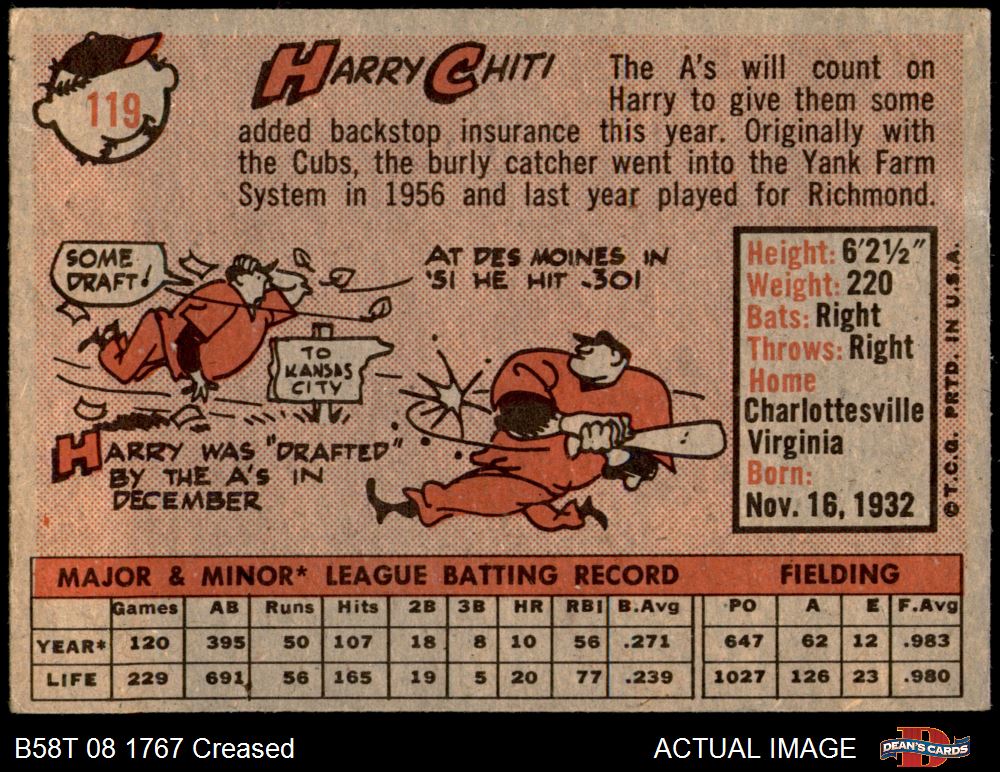 119
HARRY CHITI
The A's will count on
Harry to give them some
added backstop insurance this year. Originally with
the Cubs, the burly catcher went into the Yank Farm
System in 1956 and last year played for Richmond.
SOME
DRAFT!
AT DES MOINES IN
'51 HE HIT .301
TO
KANSAS
CITY
HARRY WAS "DRAFTED"
BY THE A'S IN
DECEMBER
Height: 6'2½"
Weight: 220
Bats: Right
Throws: Right
Home
Charlottesville
Virginia
Born:
Nov. 16, 1932
© T.C.G. PRTD. IN U.S.A.
MAJOR & MINOR* LEAGUE BATTING RECORD FIELDING
Games AB Runs Hits 2B 3B HR RBI B.Avg PO A E F.Avg
YEAR* 120 395 50 107 18 8 10 56 .271 647 62 12 .983
LIFE 229 691 56 165 19 5 20 77 .239 1027 126 23 .980
B58T 08 1767 Creased
ACTUAL IMAGE
DEAN'S CARDS